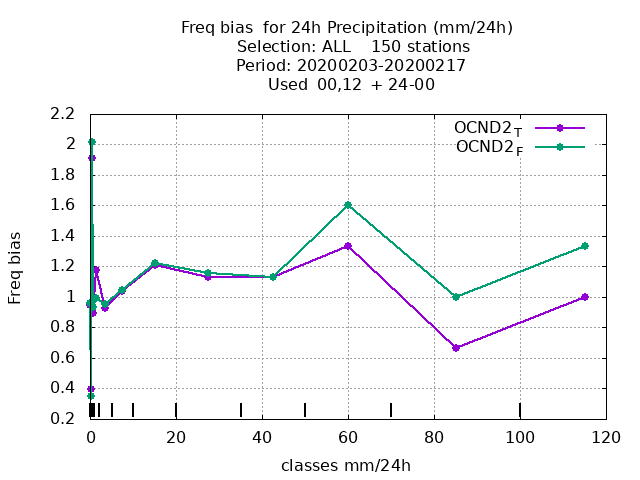 Freq bias  for 24h Precipitation (mm/24h)
Selection: ALL    150 stations
Period: 20200203-20200217
Used  00,12  + 24-00
OCND2T
OCND2F
2.2
2
1.8
1.6
1.4
1.2
1
0.8
0.6
0.4
0.2
Freq bias
0 20 40 60 80 100 120
classes mm/24h